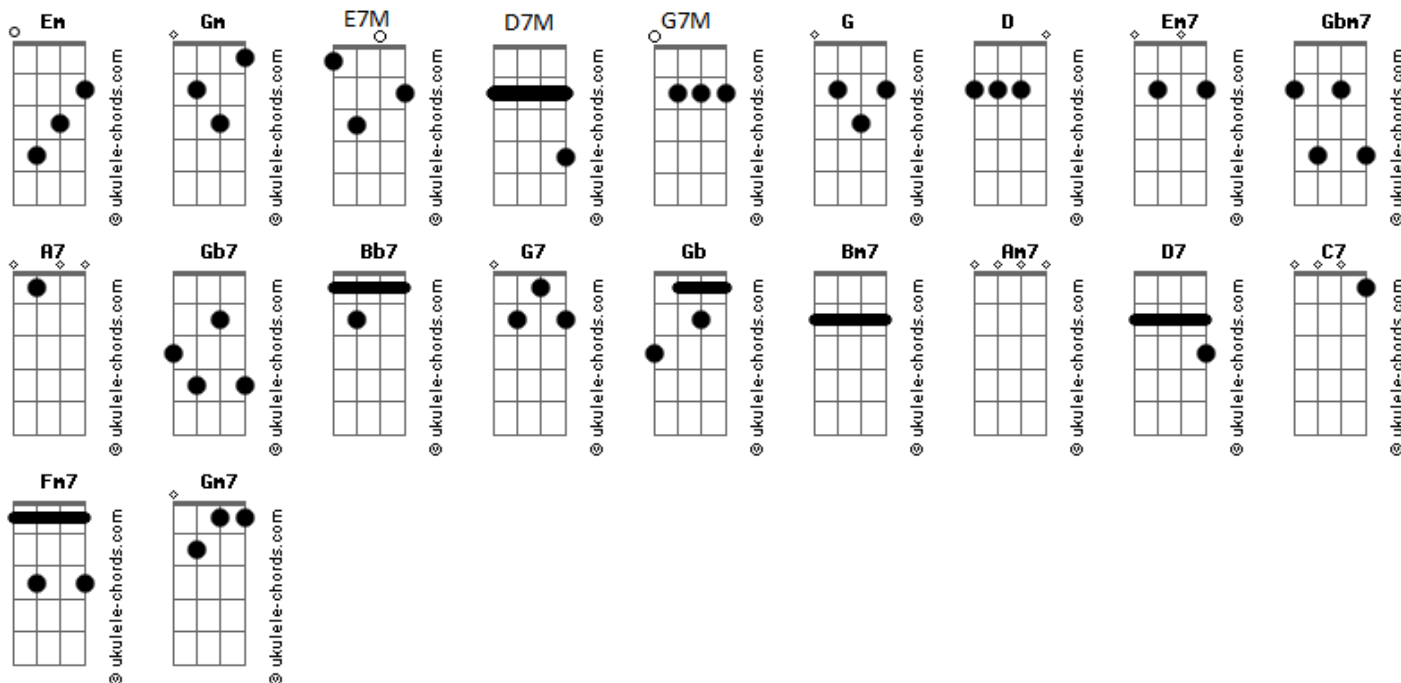 Em Gm E7M D7M G7M G D Em7 Gbm7
© ukulele-chords.com © ukulele-chords.com © ukulele-chords.com © ukulele-chords.com © ukulele-chords.com © ukulele-chords.com © ukulele-chords.com © ukulele-chords.com © ukulele-chords.com
A7 Gb7 Bb7 G7 Gb Bm7 Am7 D7 C7
© ukulele-chords.com © ukulele-chords.com © ukulele-chords.com © ukulele-chords.com © ukulele-chords.com © ukulele-chords.com © ukulele-chords.com © ukulele-chords.com © ukulele-chords.com
Fm7 Gm7
© ukulele-chords.com © ukulele-chords.com